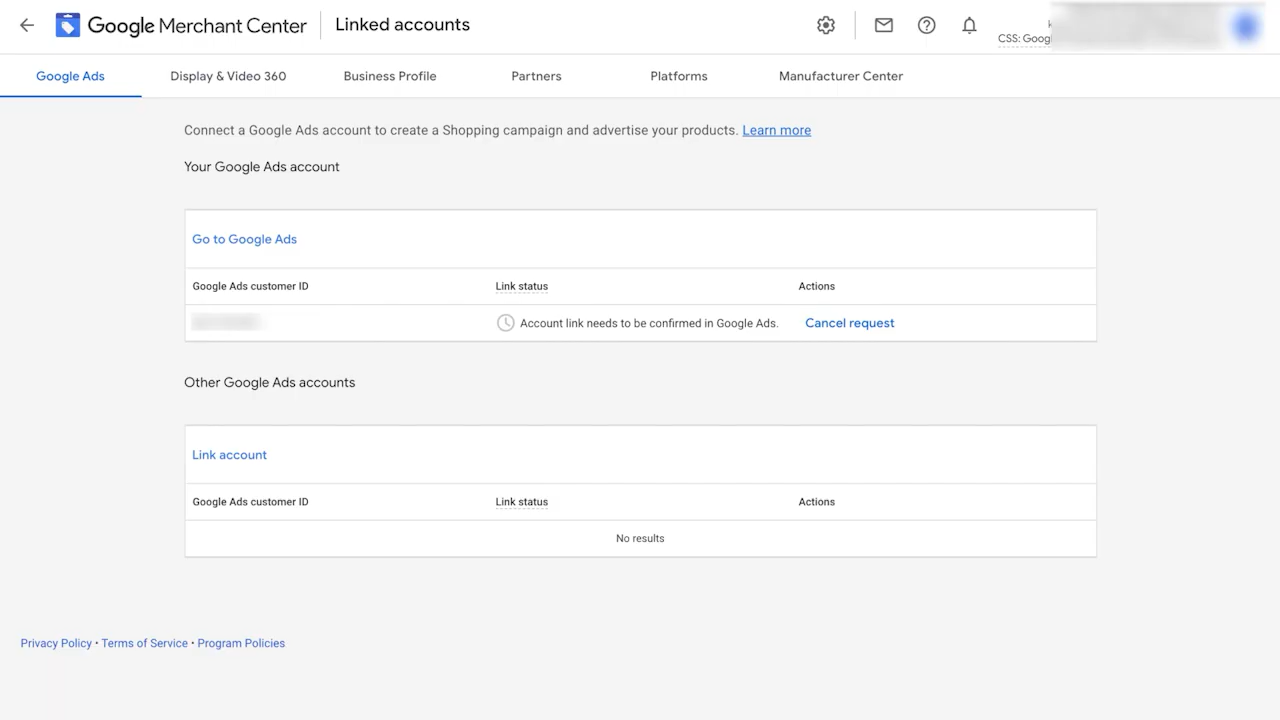 Google Merchant Center
Linked accounts
CSS:
Google Ads
Display & Video 360
Business Profile
Partners
Platforms
Manufacturer Center
Connect a Google Ads account to create a Shopping campaign and advertise your products. Learn more
Your Google Ads account
Go to Google Ads
Google Ads customer ID
Link status
Actions
Account link needs to be confirmed in Google Ads.
Cancel request
Other Google Ads accounts
Link account
Google Ads customer ID
Link status
Actions
No results
Privacy Policy • Terms of Service • Program Policies